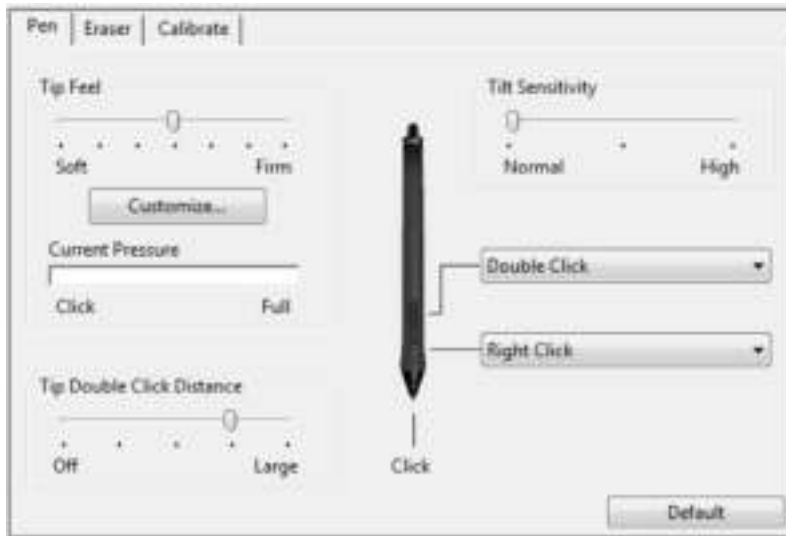 Pen Eraser Calibrate
Tip Feel
Soft Firm
Customize...
Current Pressure
Click Full
Tip Double Click Distance
Off Large
Click
Tilt Sensitivity
Normal High
Double Click
Right Click
Default